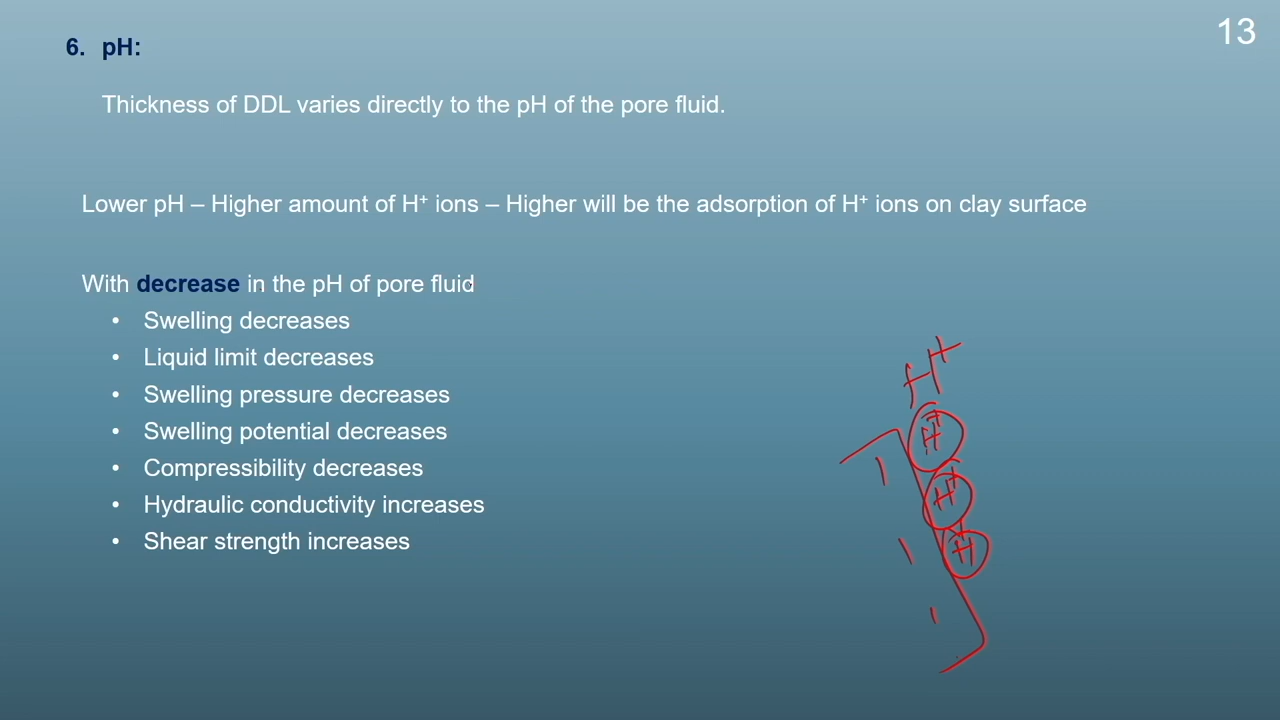 13
6. pH:
Thickness of DDL varies directly to the pH of the pore fluid.
Lower pH – Higher amount of H⁺ ions – Higher will be the adsorption of H⁺ ions on clay surface
With decrease in the pH of pore fluid
• Swelling decreases
• Liquid limit decreases
• Swelling pressure decreases
• Swelling potential decreases
• Compressibility decreases
• Hydraulic conductivity increases
• Shear strength increases
H⁺
H⁺
H⁺
H⁺